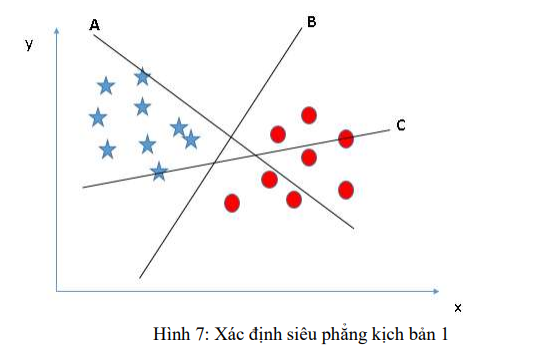 A
B
y
C
x
Hình 7: Xác định siêu phẳng kịch bản 1